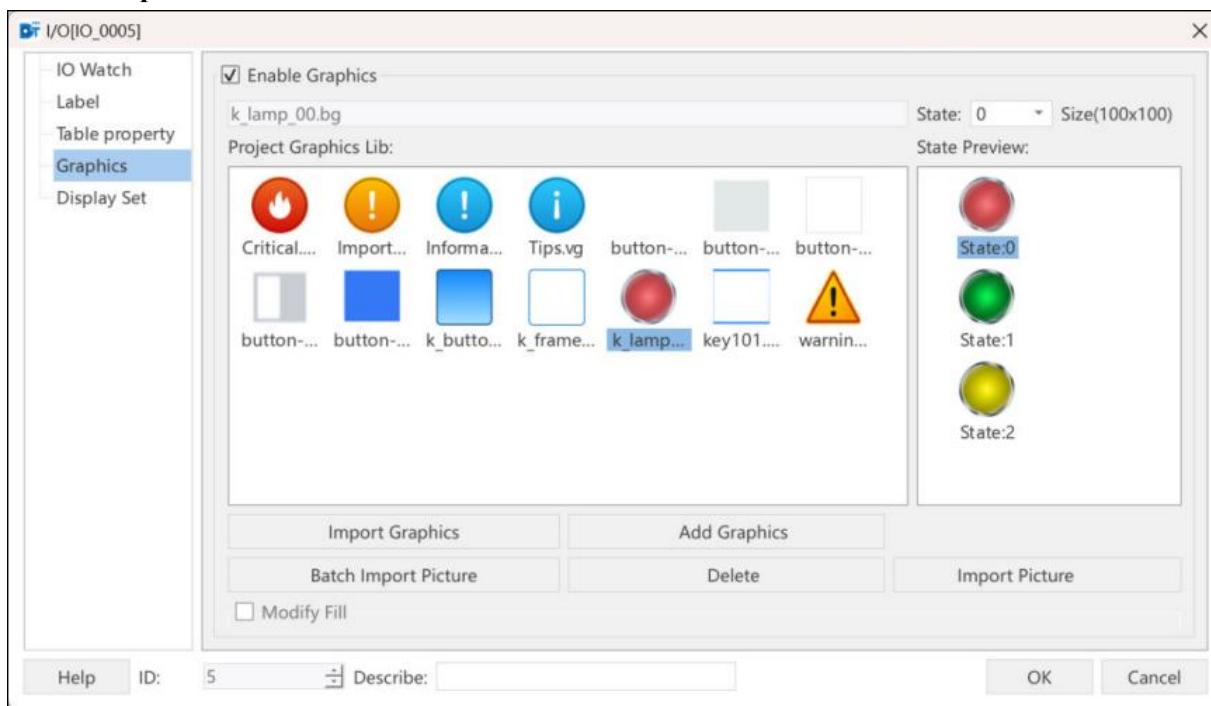 I/O[IO_0005]
IO Watch
Label
Table property
Graphics
Display Set
Enable Graphics
k_lamp_00.bg
State: 0 Size(100x100)
Project Graphics Lib:
State Preview:
Critical.... Import... Informa... Tips.vg button-... button-... button-...
button-... button-... k_butto... k_frame... k_lamp... key101.... warnin...
State:0
State:1
State:2
Import Graphics Add Graphics
Batch Import Picture Delete Import Picture
Modify Fill
Help ID: 5 Describe: OK Cancel